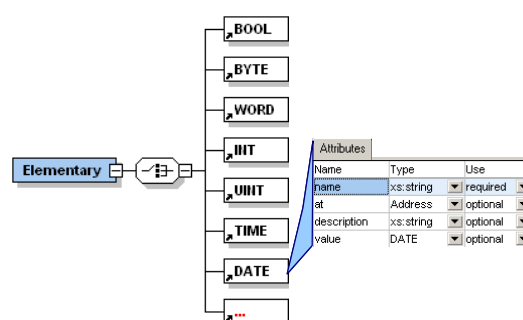 BOOL
BYTE
WORD
INT
Elementary
UINT
TIME
DATE
...
Attributes
Name Type Use
name xs:string required
at Address optional
description xs:string optional
value DATE optional